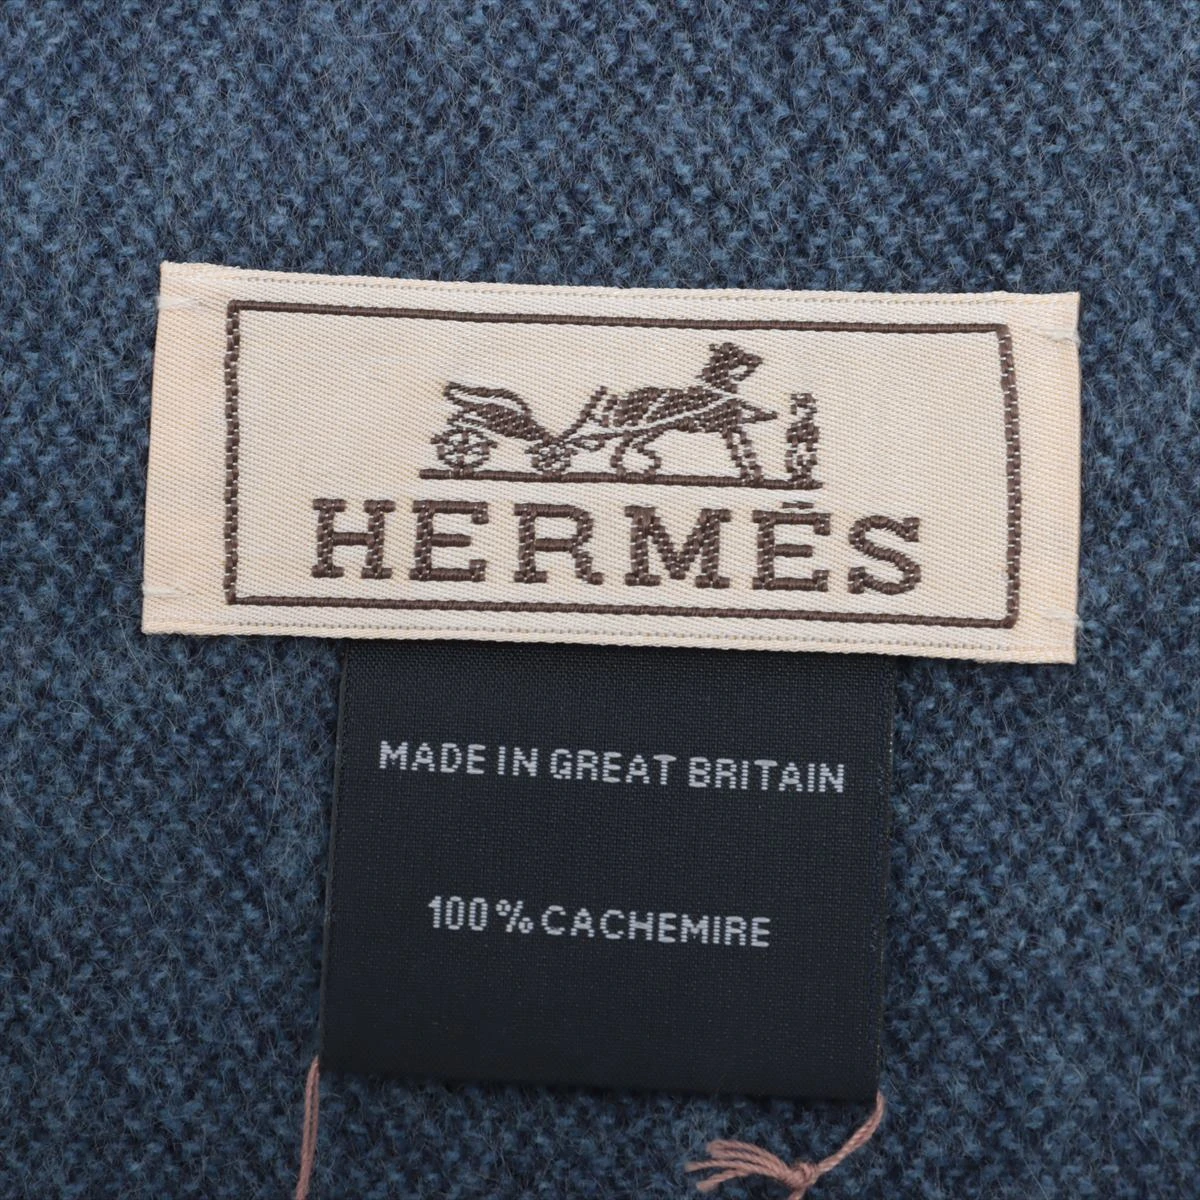 HERMÈS
MADE IN GREAT BRITAIN
100% CACHEMIRE